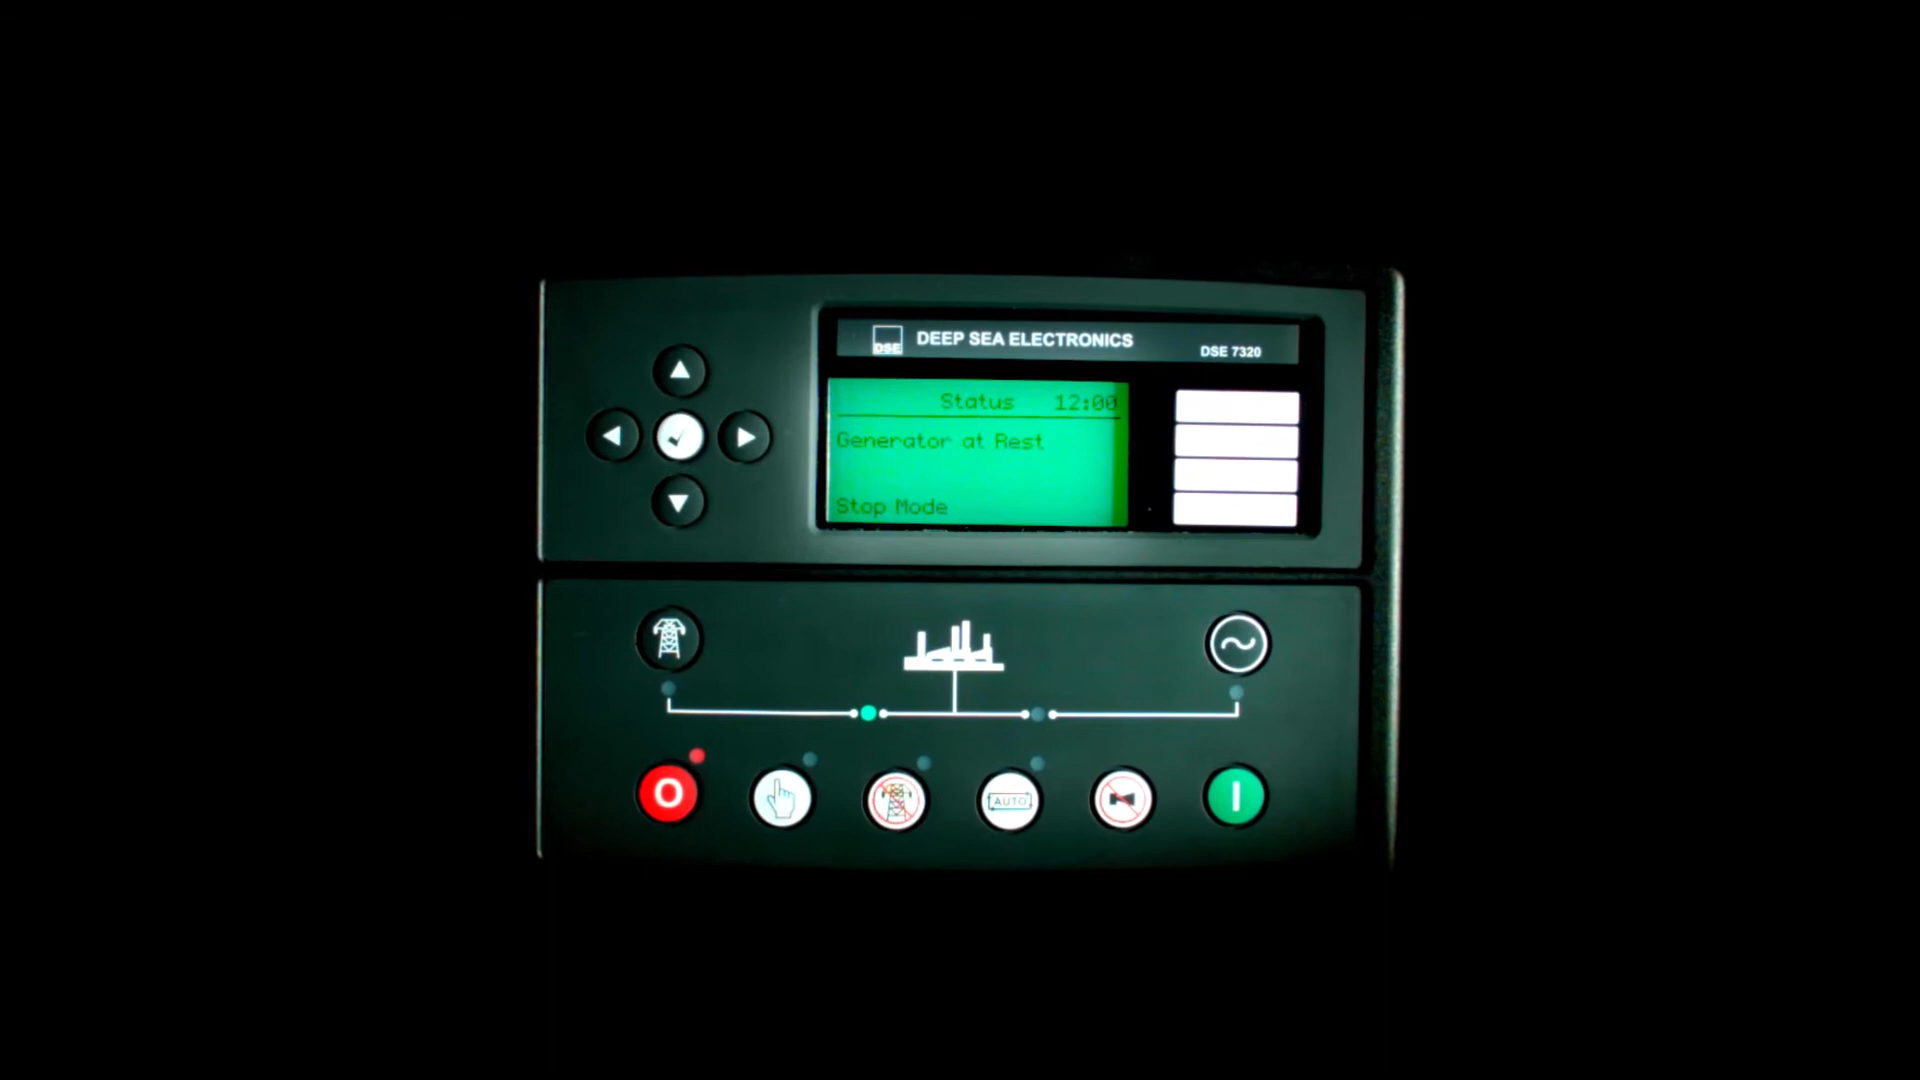 DSE DEEP SEA ELECTRONICS
DSE 7320
Status 12:00
Generator at Rest
Stop Mode
O
AUTO
I